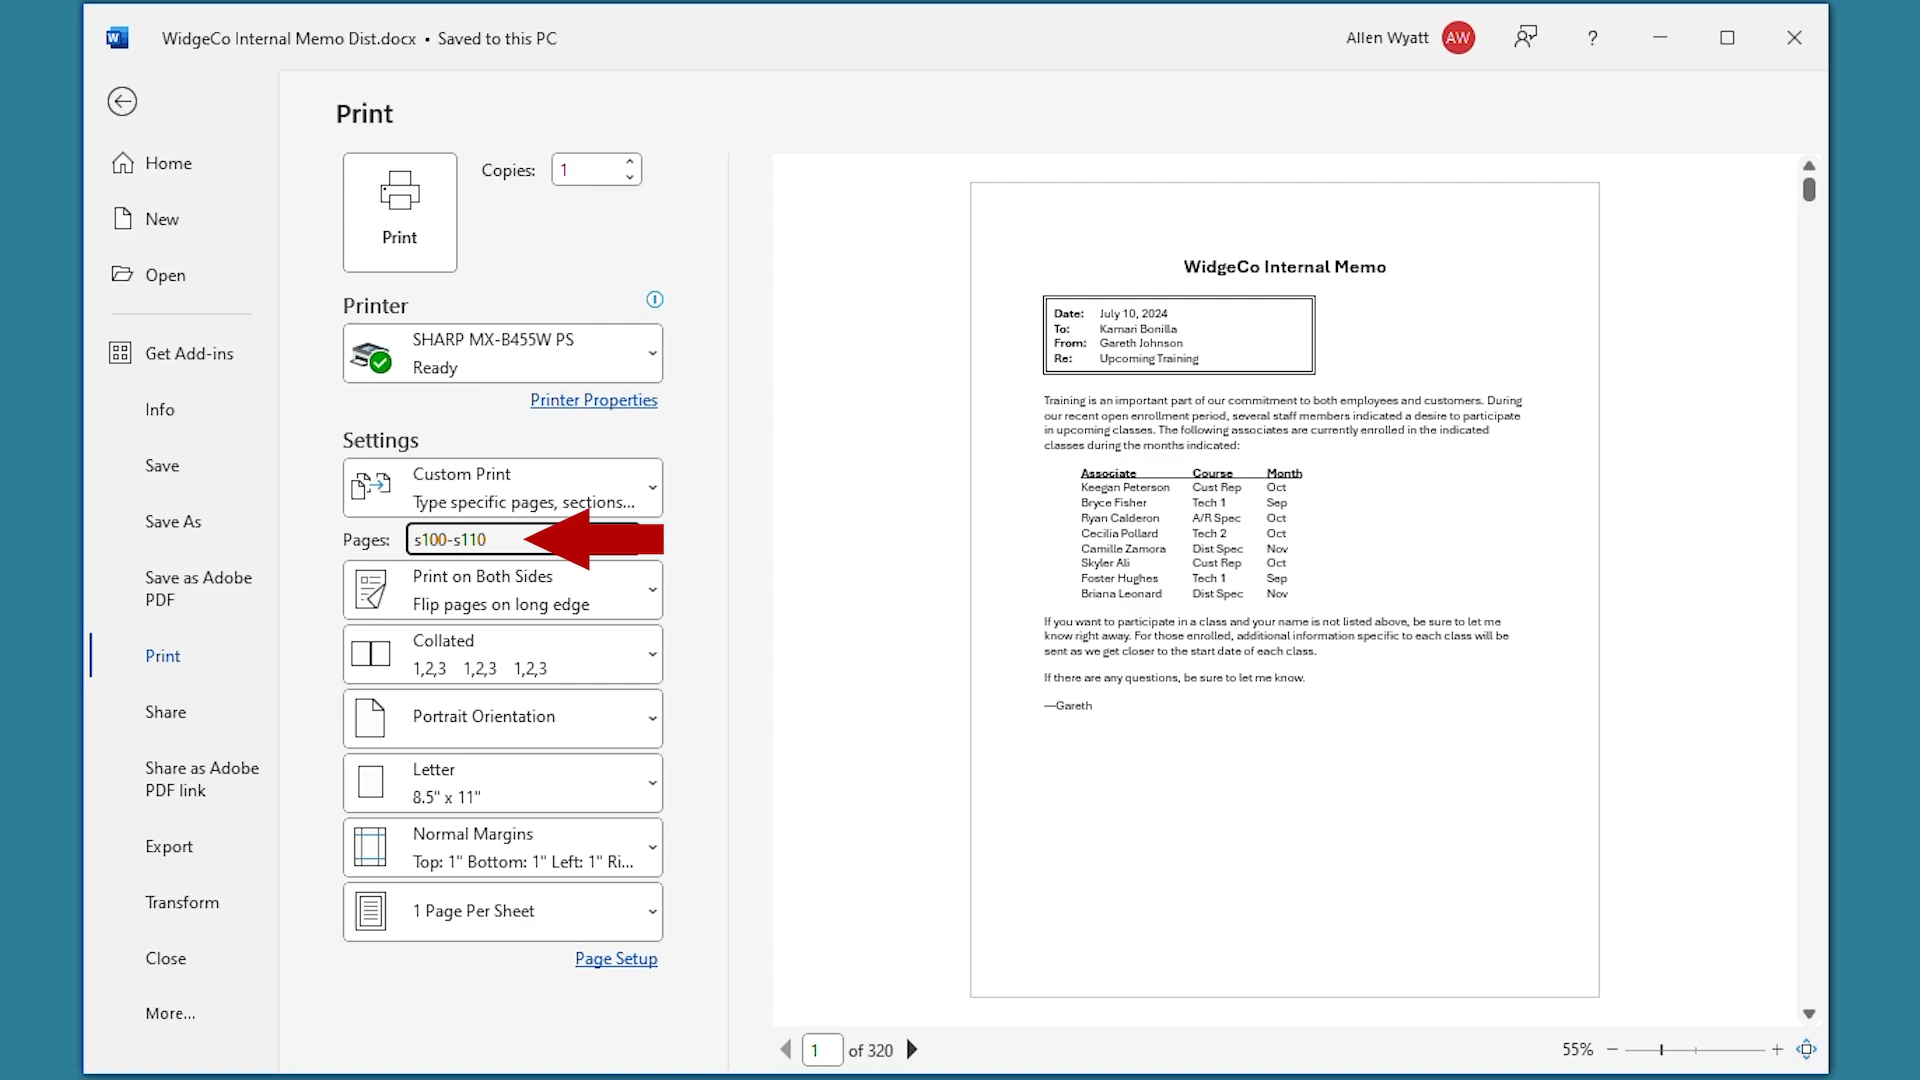 WidgeCo Internal Memo Dist.docx • Saved to this PC
Allen Wyatt AW ?
Home
New
Open
Get Add-ins
Info
Save
Save As
Save as Adobe
PDF
Print
Share
Share as Adobe
PDF link
Export
Transform
Close
More...
Print
Print
Copies: 1
Printer
SHARP MX-B455W PS
Ready
Printer Properties
Settings
Custom Print
Type specific pages, sections...
Pages: s100-s110
Print on Both Sides
Flip pages on long edge
Collated
1,2,3 1,2,3 1,2,3
Portrait Orientation
Letter
8.5" x 11"
Normal Margins
Top: 1" Bottom: 1" Left: 1" Ri...
1 Page Per Sheet
Page Setup
WidgeCo Internal Memo
Date: July 10, 2024
To: Kamari Bonilla
From: Gareth Johnson
Re: Upcoming Training
Training is an important part of our commitment to both employees and customers. During
our recent open enrollment period, several staff members indicated a desire to participate
in upcoming classes. The following associates are currently enrolled in the indicated
classes during the months indicated:
Associate Course Month
Keegan Peterson Cust Rep Oct
Bryce Fisher Tech 1 Sep
Ryan Calderon A/R Spec Oct
Cecilia Pollard Tech 2 Oct
Camille Zamora Dist Spec Nov
Skyler Ali Cust Rep Oct
Foster Hughes Tech 1 Sep
Briana Leonard Dist Spec Nov
If you want to participate in a class and your name is not listed above, be sure to let me
know right away. For those enrolled, additional information specific to each class will be
sent as we get closer to the start date of each class.
If there are any questions, be sure to let me know.
—Gareth
1 of 320
55%